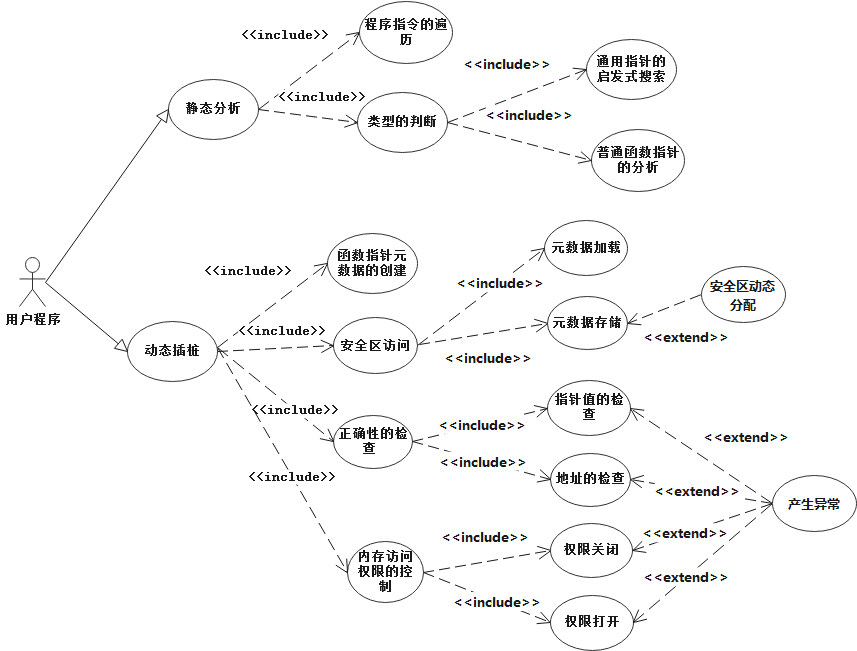 <<include>>
程序指令的遍
历
静态分析
<<include>>
类型的判断
<<include>>
通用指针的
启发式搜索
<<include>>
普通函数指针
的分析
用户程序
<<include>>
函数指针元
数据的创建
元数据加载
<<include>>
安全区动态
分配
动态插桩
<<include>>
安全区访问
<<include>>
元数据存储
<<extend>>
<<include>>
正确性的检
查
<<include>>
指针值的检
查
<<extend>>
<<include>>
地址的检查
<<extend>>
产生异常
<<include>>
内存访问
权限的控
制
<<include>>
权限关闭
<<extend>>
<<include>>
权限打开
<<extend>>